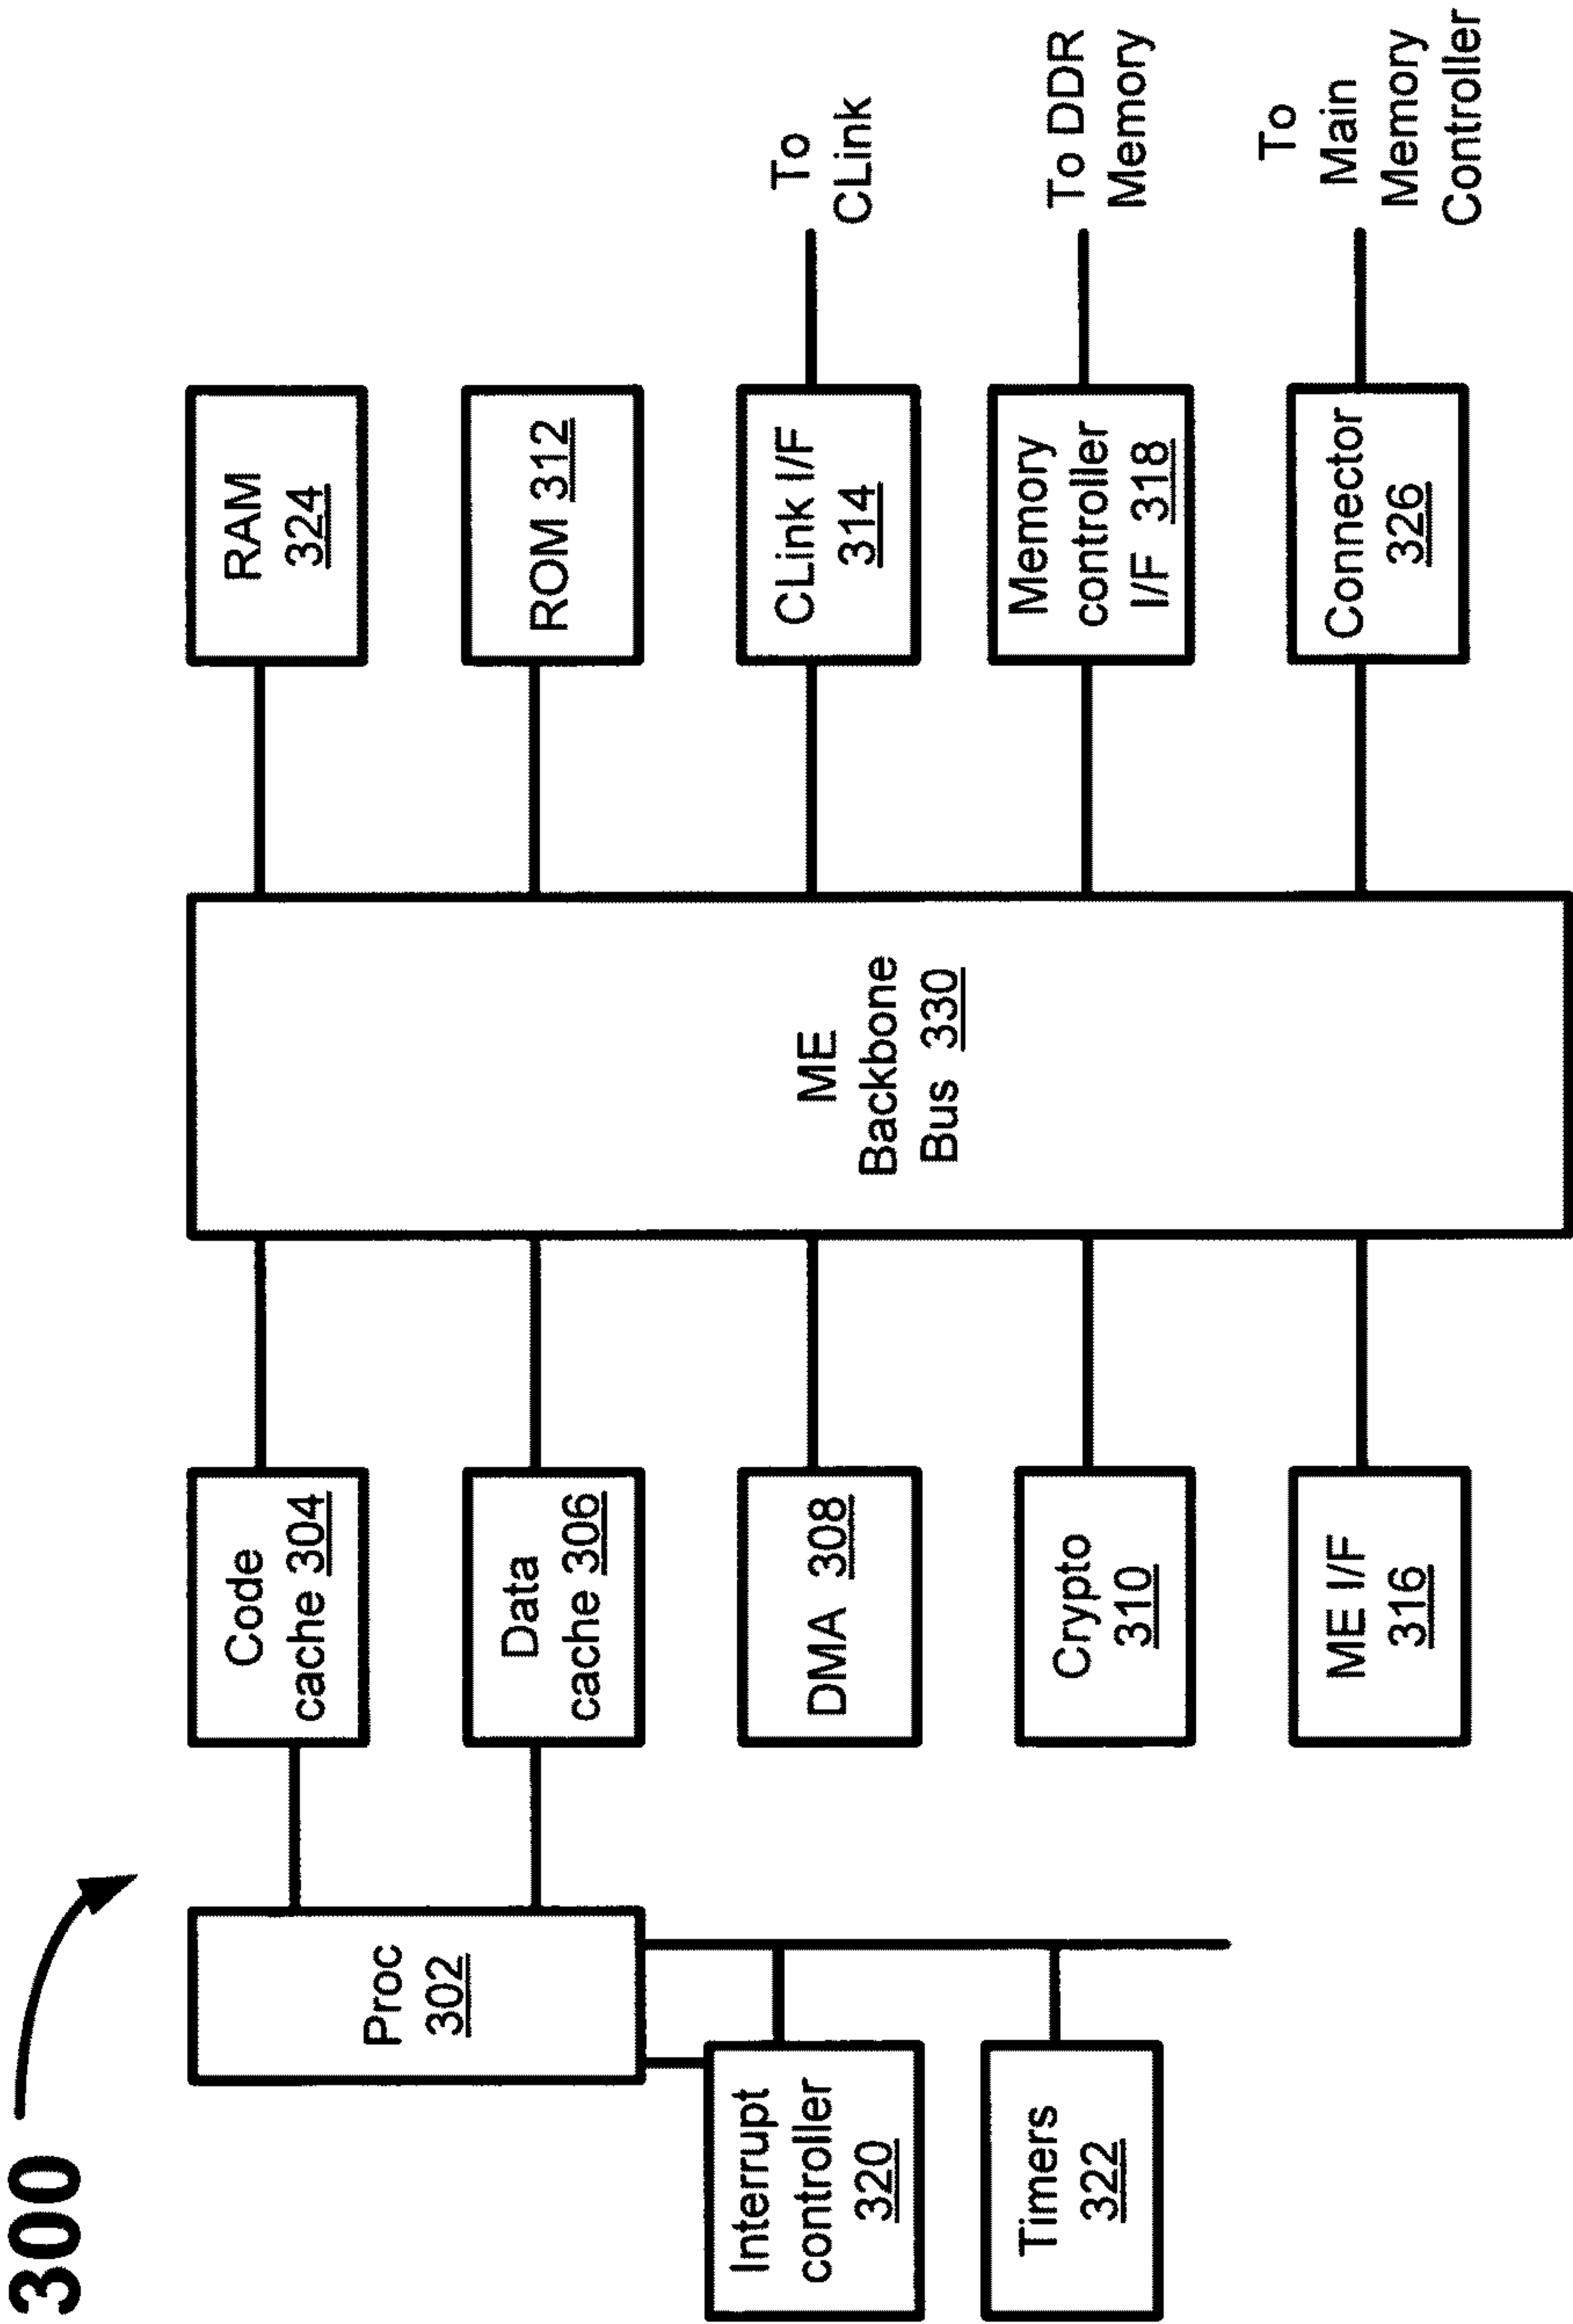 300
Proc
302
Interrupt
controller
320
Timers
322
Code
cache 304
Data
cache 306
DMA 308
Crypto
310
ME I/F
316
ME
Backbone
Bus 330
RAM
324
ROM 312
CLink I/F
314
Memory
controller
I/F 318
Connector
326
To
CLink
To DDR
Memory
To
Main
Memory
Controller